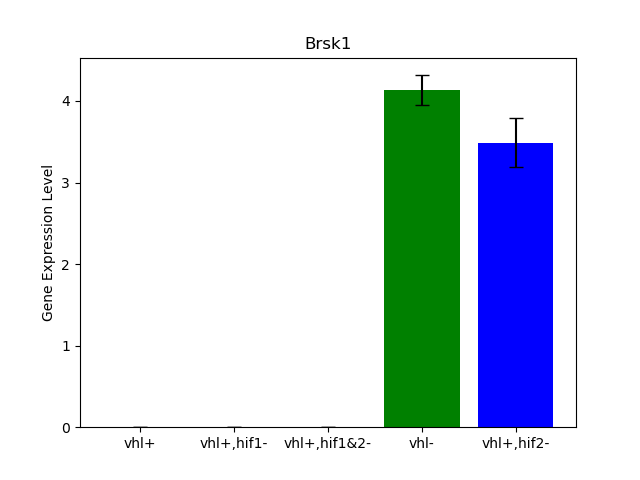 Brsk1
Gene Expression Level
4
3
2
1
0
vhl+ vhl+,hif1- vhl+,hif1&2- vhl- vhl+,hif2-